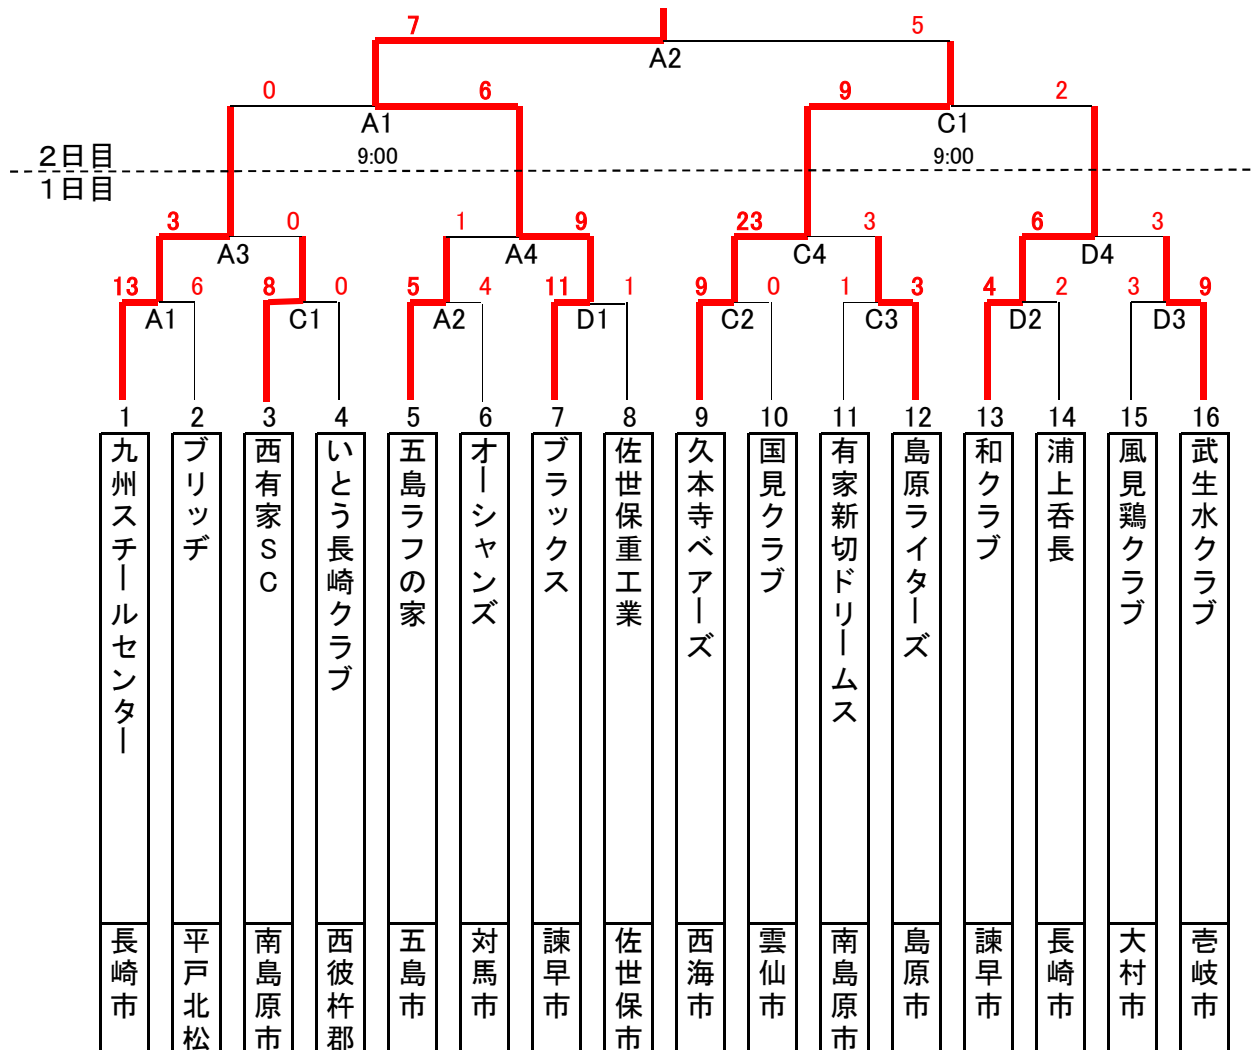 7 5
A2
0 6 9 2
A1 C1
2日目 9:00 9:00
1日目
3 0 1 9 23 3 6 3
A3 A4 C4 D4
13 6 8 0 5 4 11 1 9 0 1 3 4 2 3 9
A1 C1 A2 D1 C2 C3 D2 D3
1 2 3 4 5 6 7 8 9 10 11 12 13 14 15 16
九州スチールセンター
ブリッヂ
西有家SC
いとう長崎クラブ
五島ラフの家
オーシャンズ
ブラックス
佐世保重工業
久本寺ベアーズ
国見クラブ
有家新切ドリームス
島原ライターズ
和クラブ
浦上呑長
風見鶏クラブ
武生水クラブ
長崎市
平戸北松
南島原市
西彼杵郡
五島市
対馬市
諫早市
佐世保市
西海市
雲仙市
南島原市
島原市
諫早市
長崎市
大村市
壱岐市